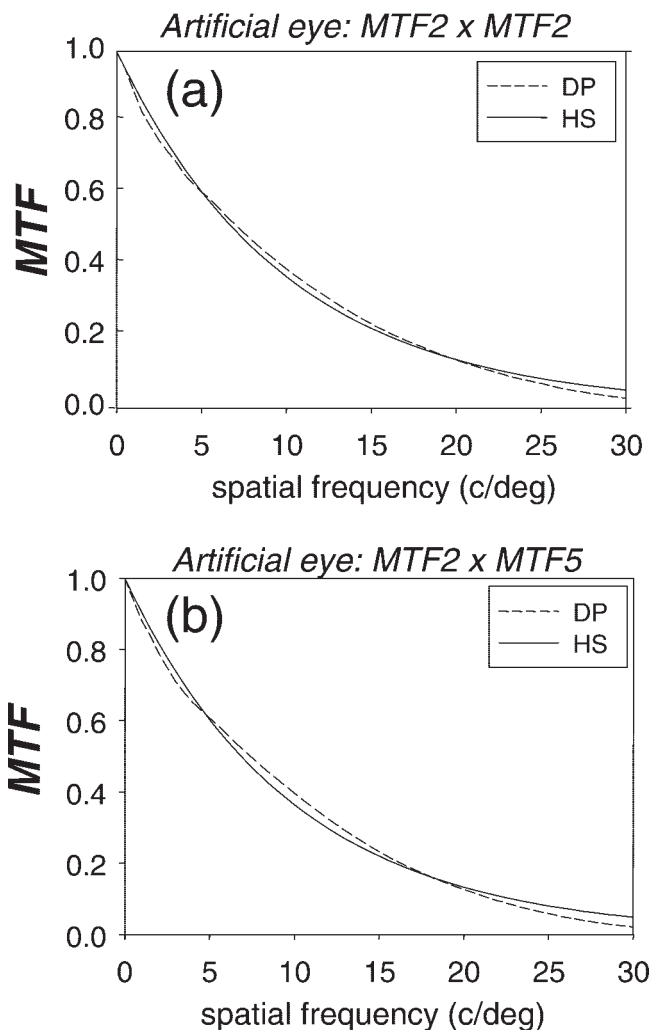 Artificial eye: MTF2 x MTF2
(a)
DP
HS
MTF
1.0
0.8
0.6
0.4
0.2
0.0
0 5 10 15 20 25 30
spatial frequency (c/deg)
Artificial eye: MTF2 x MTF5
(b)
DP
HS
MTF
1.0
0.8
0.6
0.4
0.2
0.0
0 5 10 15 20 25 30
spatial frequency (c/deg)